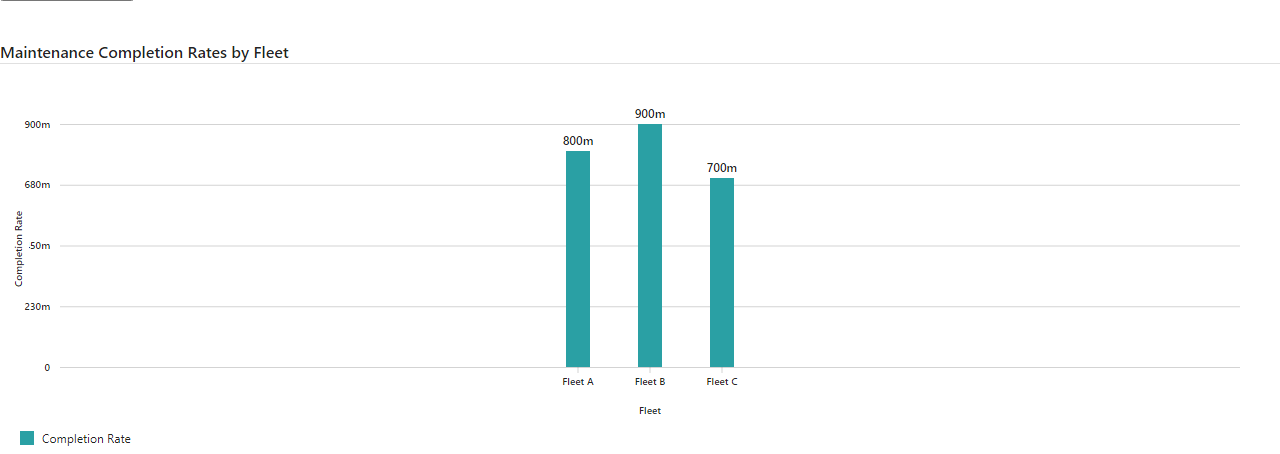 Maintenance Completion Rates by Fleet
900m
900m
800m
700m
680m
Completion Rate
450m
230m
0
Fleet A Fleet B Fleet C
Fleet
Completion Rate